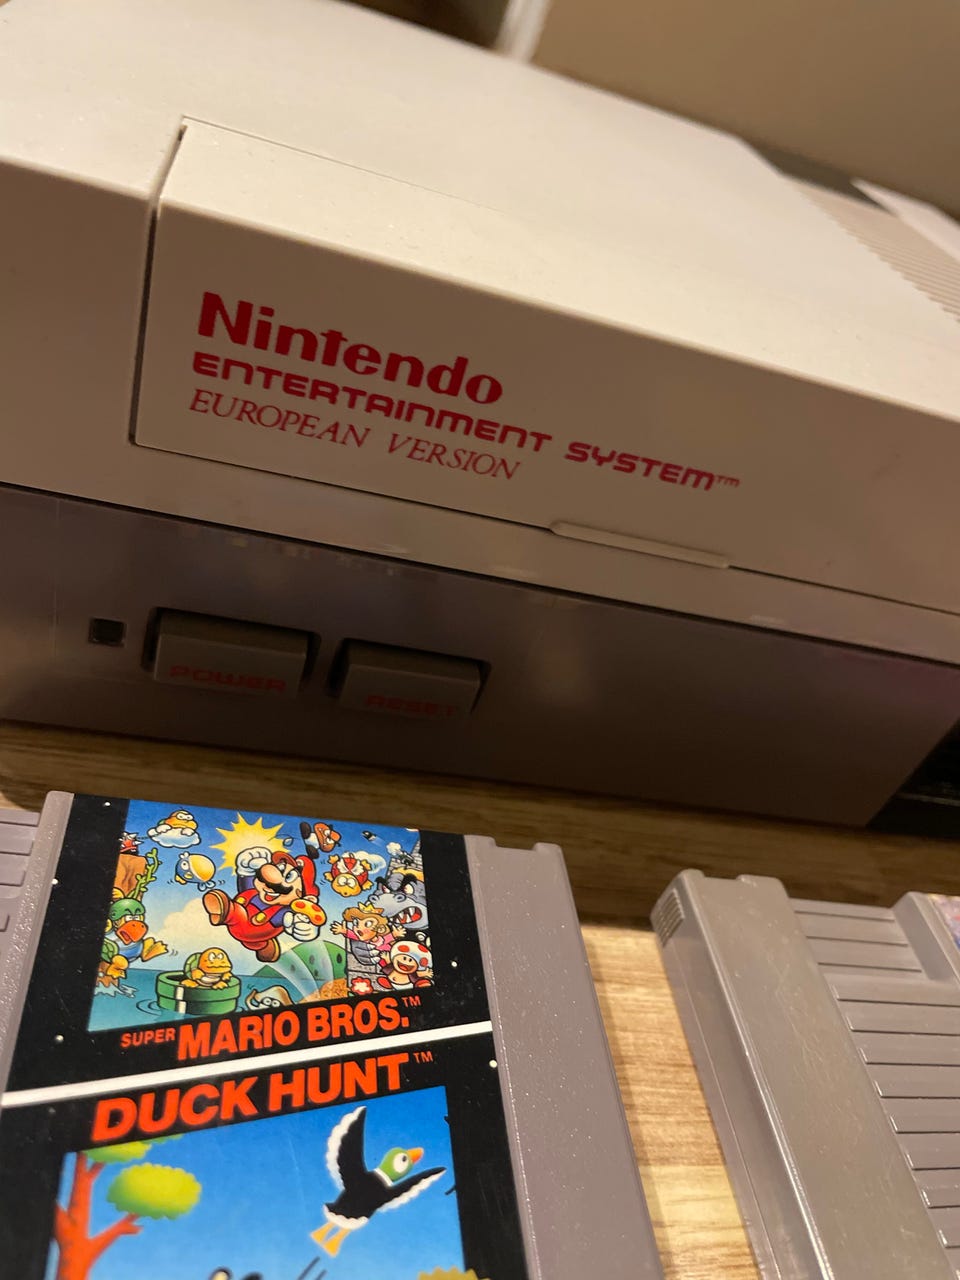 Nintendo
ENTERTAINMENT SYSTEM™
EUROPEAN VERSION
POWER
RESET
SUPER MARIO BROS.™
DUCK HUNT™